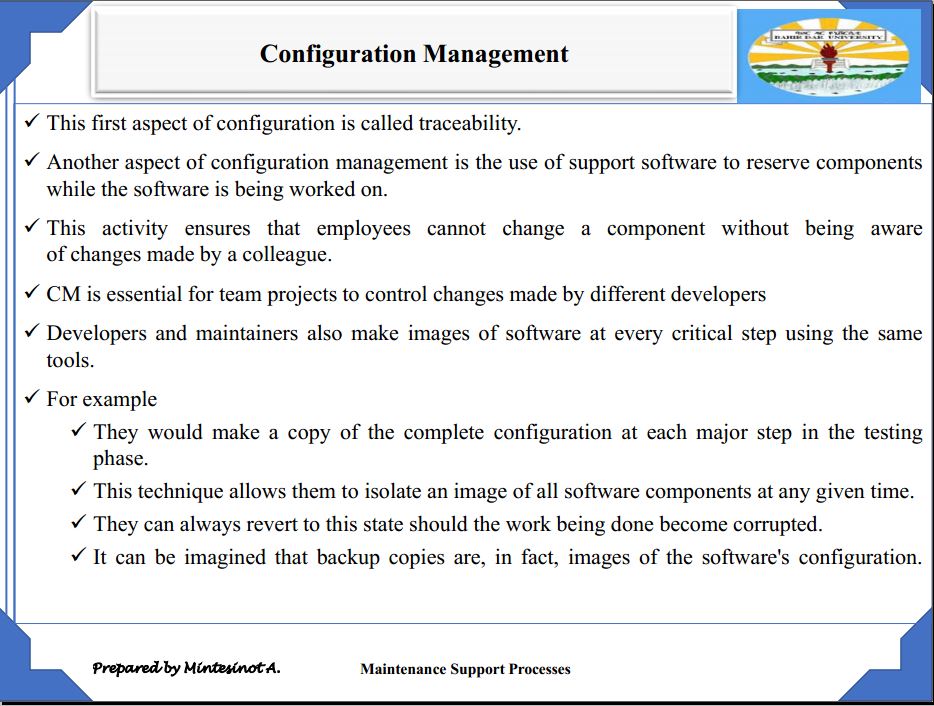 Configuration Management
BAHIR DAR UNIVERSITY
✓ This first aspect of configuration is called traceability.
✓ Another aspect of configuration management is the use of support software to reserve components
while the software is being worked on.
✓ This activity ensures that employees cannot change a component without being aware
of changes made by a colleague.
✓ CM is essential for team projects to control changes made by different developers
✓ Developers and maintainers also make images of software at every critical step using the same
tools.
✓ For example
✓ They would make a copy of the complete configuration at each major step in the testing
phase.
✓ This technique allows them to isolate an image of all software components at any given time.
✓ They can always revert to this state should the work being done become corrupted.
✓ It can be imagined that backup copies are, in fact, images of the software's configuration.
Prepared by Mintesinot A.
Maintenance Support Processes